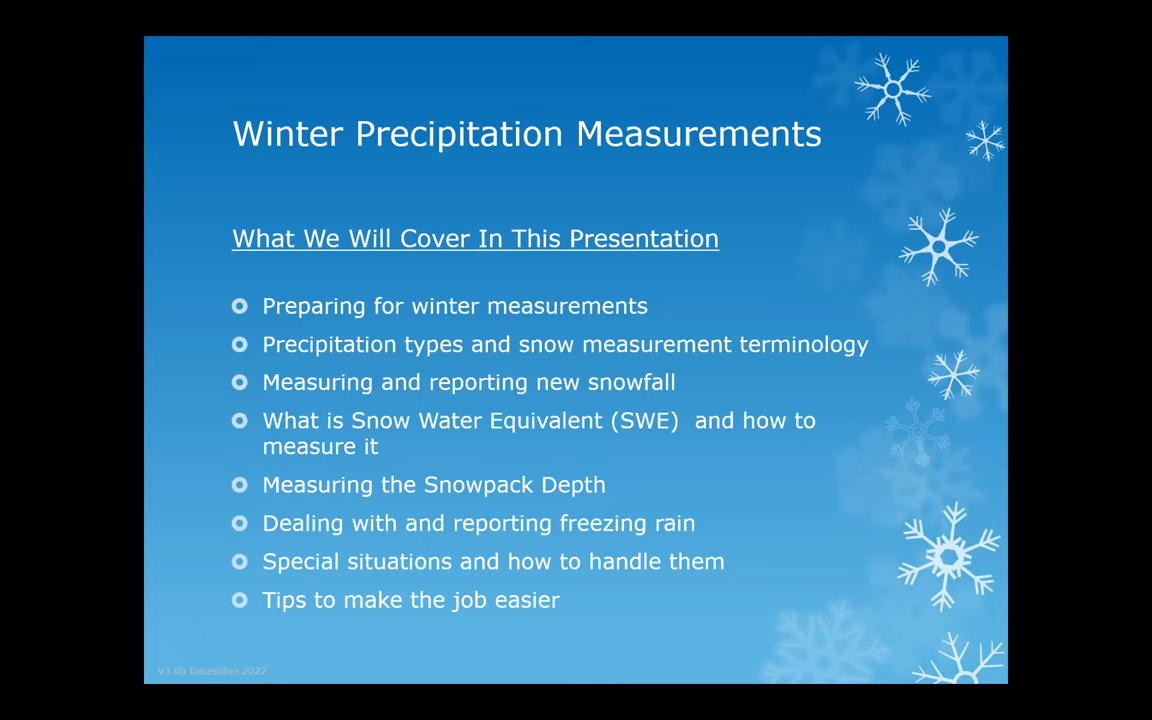 Winter Precipitation Measurements
What We Will Cover In This Presentation
Preparing for winter measurements
Precipitation types and snow measurement terminology
Measuring and reporting new snowfall
What is Snow Water Equivalent (SWE)  and how to
measure it
Measuring the Snowpack Depth
Dealing with and reporting freezing rain
Special situations and how to handle them
Tips to make the job easier
V3.05 December 2022